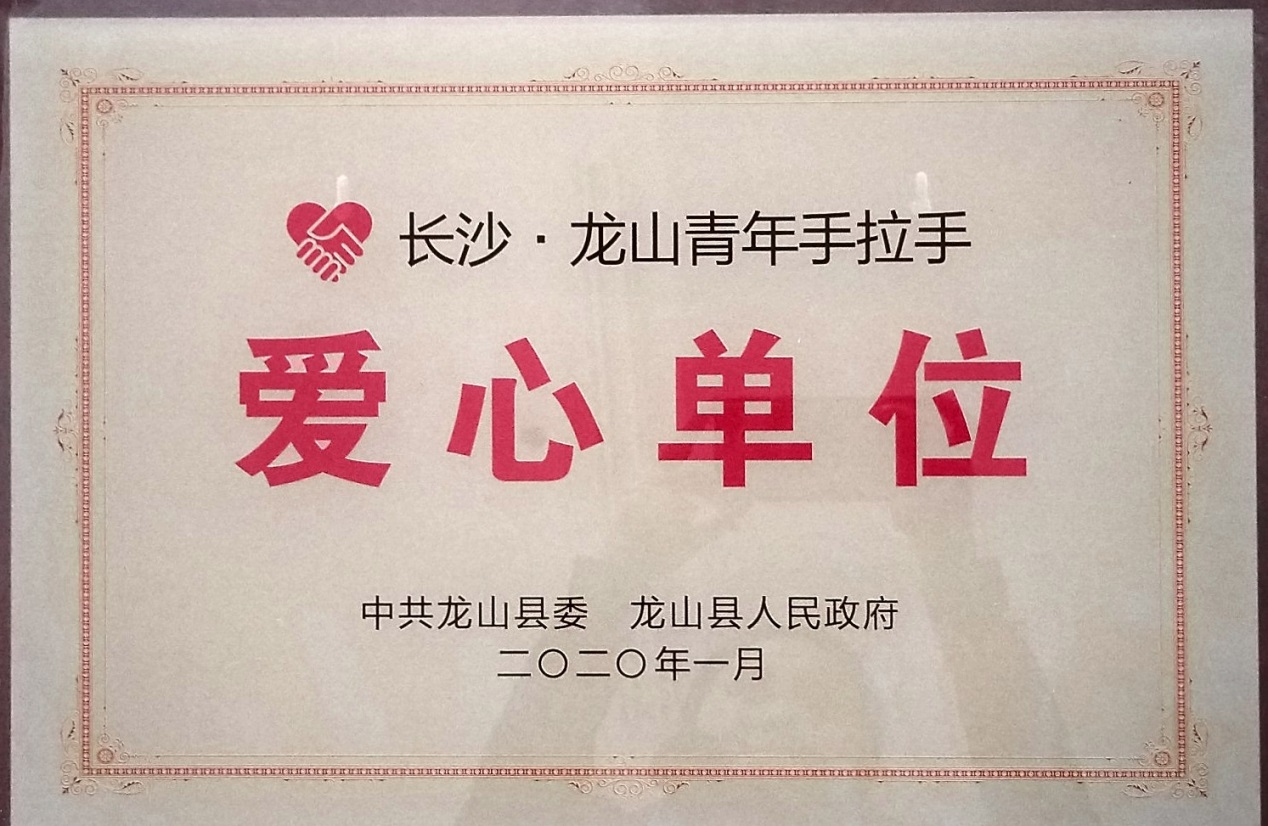 长沙·龙山青年手拉手
爱心单位
中共龙山县委 龙山县人民政府
二〇二〇年一月